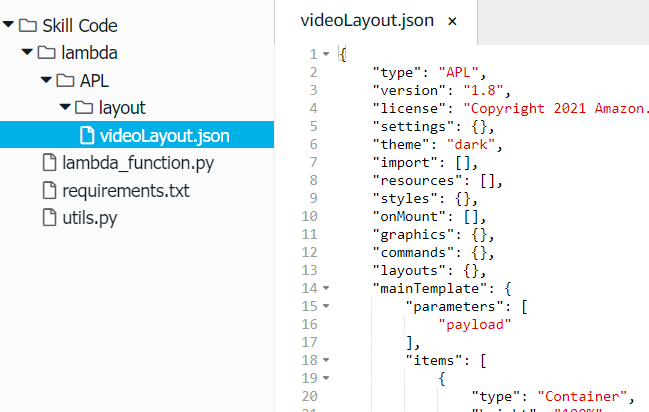 Skill Code
lambda
APL
layout
videoLayout.json
lambda_function.py
requirements.txt
utils.py
videoLayout.json ×
1 {
2 "type": "APL",
3 "version": "1.8",
4 "license": "Copyright 2021 Amazon.
5 "settings": {},
6 "theme": "dark",
7 "import": [],
8 "resources": [],
9 "styles": {},
10 "onMount": [],
11 "graphics": {},
12 "commands": {},
13 "layouts": {},
14 "mainTemplate": {
15 "parameters": [
16 "payload"
17 ],
18 "items": [
19 {
20 "type": "Container",
"height": "100%"